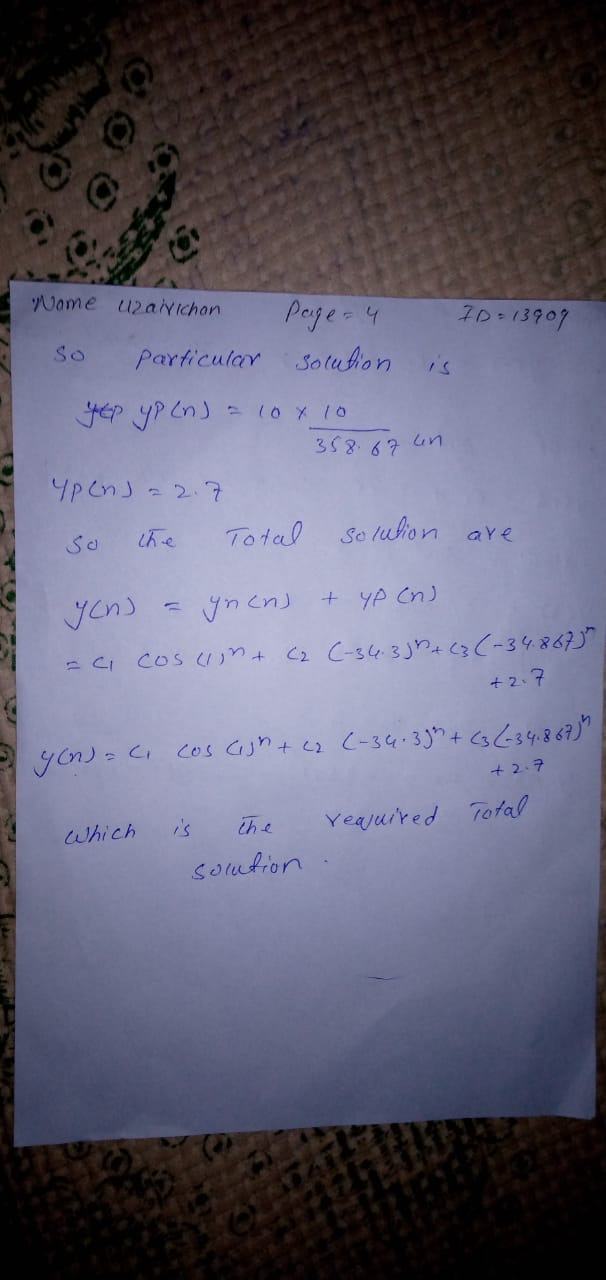 Name uzairkhan Page = 4 ID = 13909
so particular solution is
yp(n) = 10 x 10
358.67 un
yp(n) = 2.7
so the Total solution are
y(n) = yn(n) + yp(n)
= c1 cos (1)n + c2 (-34.3)n + c3 (-34.867)n
+2.7
y(n) = c1 cos (1)n + c2 (-34.3)n + c3 (-34.867)n
+2.7
which is the required Total
solution .